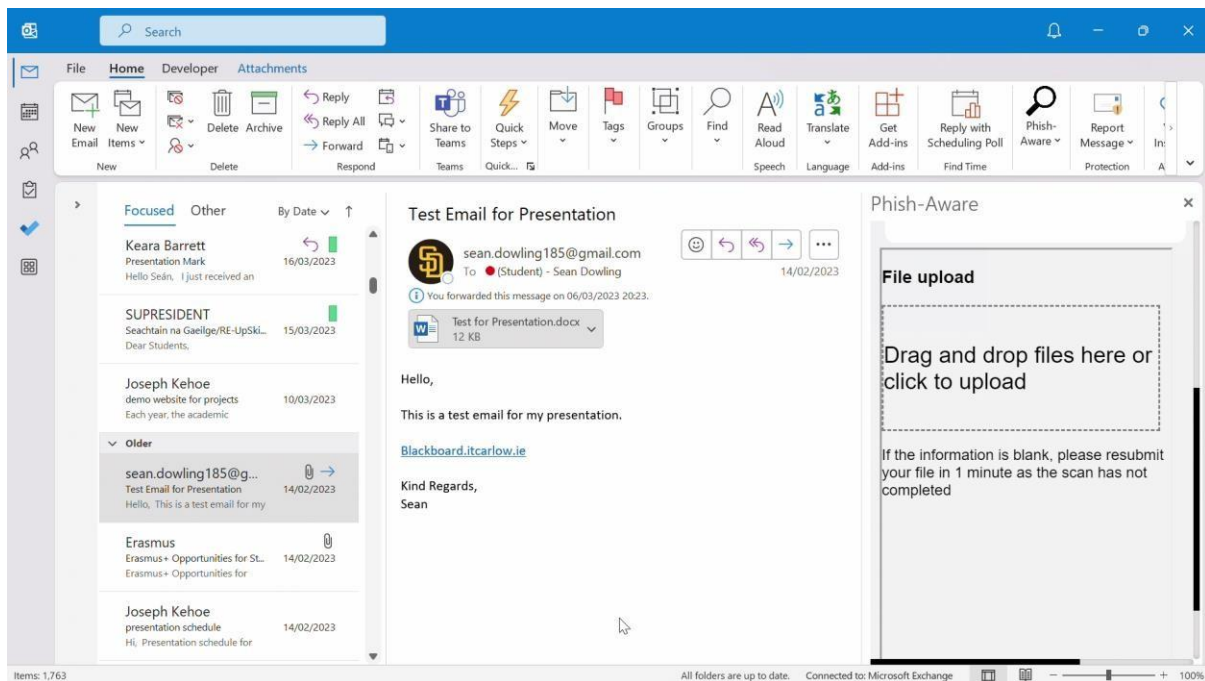 Search
File Home Developer Attachments
New Email
New Items
New
Delete Archive
Delete
Reply
Reply All
Forward
Respond
Share to Teams
Teams
Quick Steps
Quick...
Move
Tags
Groups
Find
Read Aloud
Speech
Translate
Language
Get Add-ins
Add-ins
Reply with Scheduling Poll
Find Time
Phish-Aware
Report Message
Protection
Focused Other By Date
Keara Barrett
Presentation Mark 16/03/2023
Hello Seán, I just received an
SUPRESIDENT
Seachtain na Gaeilge/RE-UpSki... 15/03/2023
Dear Students,
Joseph Kehoe
demo website for projects 10/03/2023
Each year, the academic
Older
sean.dowling185@g...
Test Email for Presentation 14/02/2023
Hello, This is a test email for my
Erasmus
Erasmus+ Opportunities for St... 14/02/2023
Erasmus+ Opportunities for
Joseph Kehoe
presentation schedule 14/02/2023
Hi, Presentation schedule for
Test Email for Presentation
SD
sean.dowling185@gmail.com
To (Student) - Sean Dowling 14/02/2023
You forwarded this message on 06/03/2023 20:23.
Test for Presentation.docx
12 KB
Hello,
This is a test email for my presentation.
Blackboard.itcarlow.ie
Kind Regards,
Sean
Phish-Aware
File upload
Drag and drop files here or
click to upload
If the information is blank, please resubmit
your file in 1 minute as the scan has not
completed
Items: 1,763 All folders are up to date. Connected to: Microsoft Exchange 100%